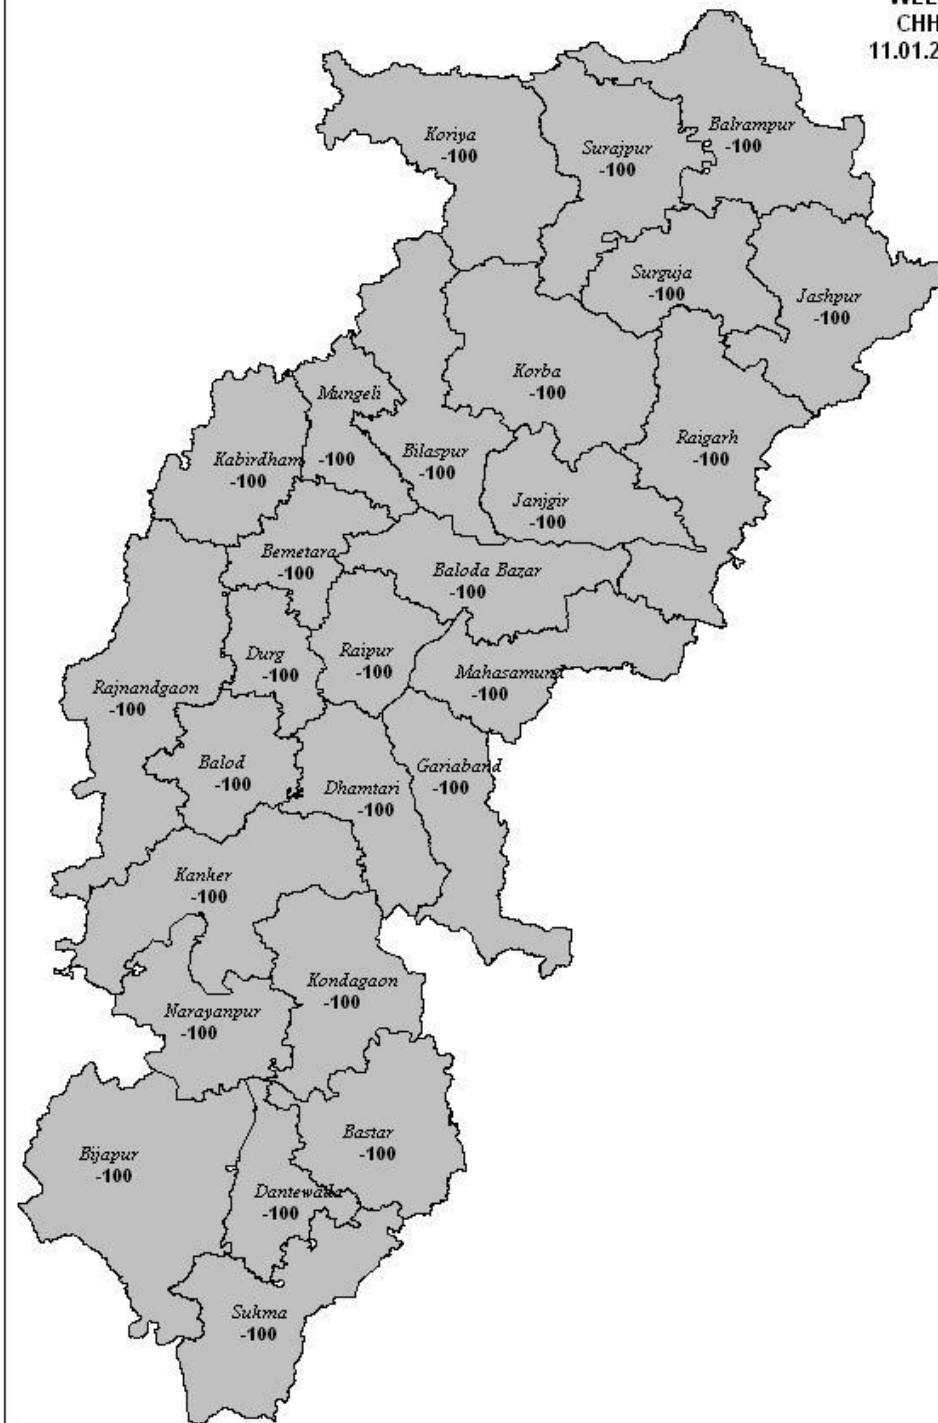 CHH
11.01.2
Koriya
-100
Surajpur
-100
Balrampur
-100
Surguja
-100
Jashpur
-100
Korba
-100
Mungeli
-100
Kabirdham
-100
Bilaspur
-100
Raigarh
-100
Janjgir
-100
Bemetara
-100
Baloda Bazar
-100
Durg
-100
Raipur
-100
Mahasamund
-100
Rajnandgaon
-100
Balod
-100
Dhamtari
-100
Gariaband
-100
Kanker
-100
Kondagaon
-100
Narayanpur
-100
Bastar
-100
Bijapur
-100
Dantewada
-100
Sukma
-100